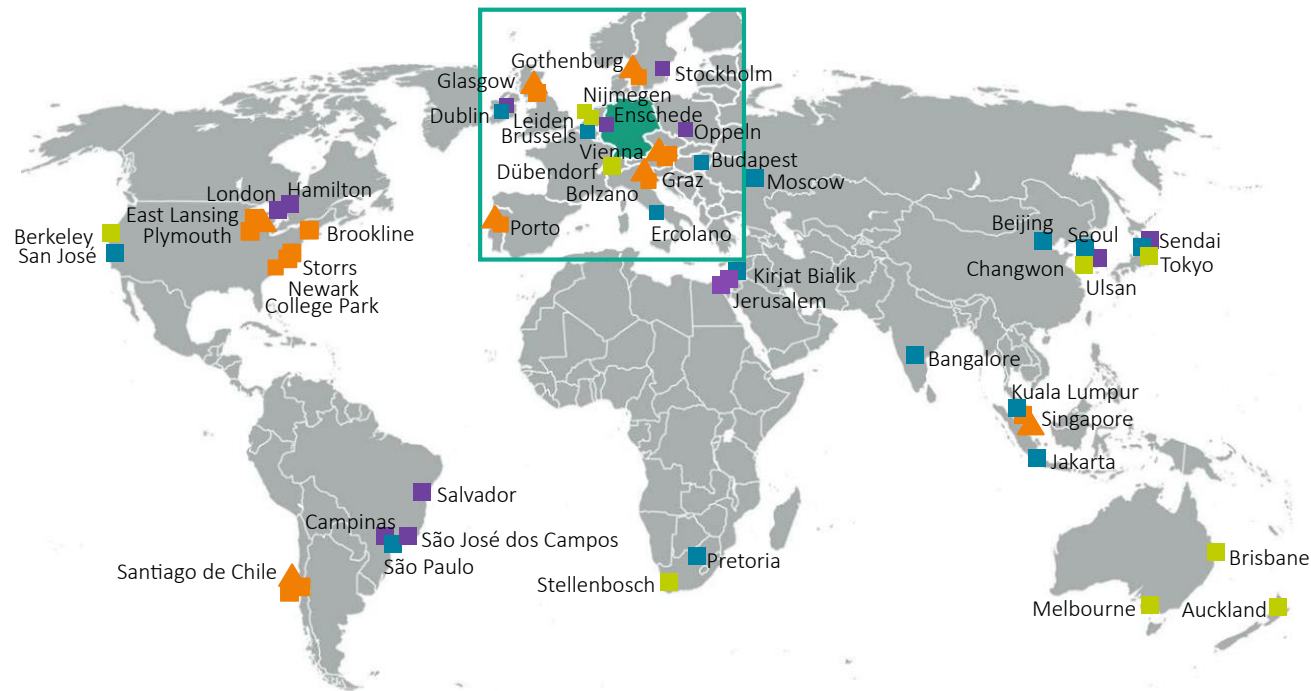 Gothenburg
Stockholm
Glasgow
Nijmegen
Dublin
Leiden
Enschede
Brussels
Oppeln
Vienna
Budapest
Dübendorf
Graz
Moscow
Bolzano
Porto
Ercolano
London
Hamilton
East Lansing
Plymouth
Brookline
Berkeley
San José
Storrs
Newark
College Park
Kirjat Bialik
Jerusalem
Beijing
Seoul
Sendai
Changwon
Tokyo
Ulsan
Bangalore
Kuala Lumpur
Singapore
Jakarta
Salvador
Campinas
São José dos Campos
São Paulo
Santiago de Chile
Pretoria
Stellenbosch
Brisbane
Melbourne
Auckland